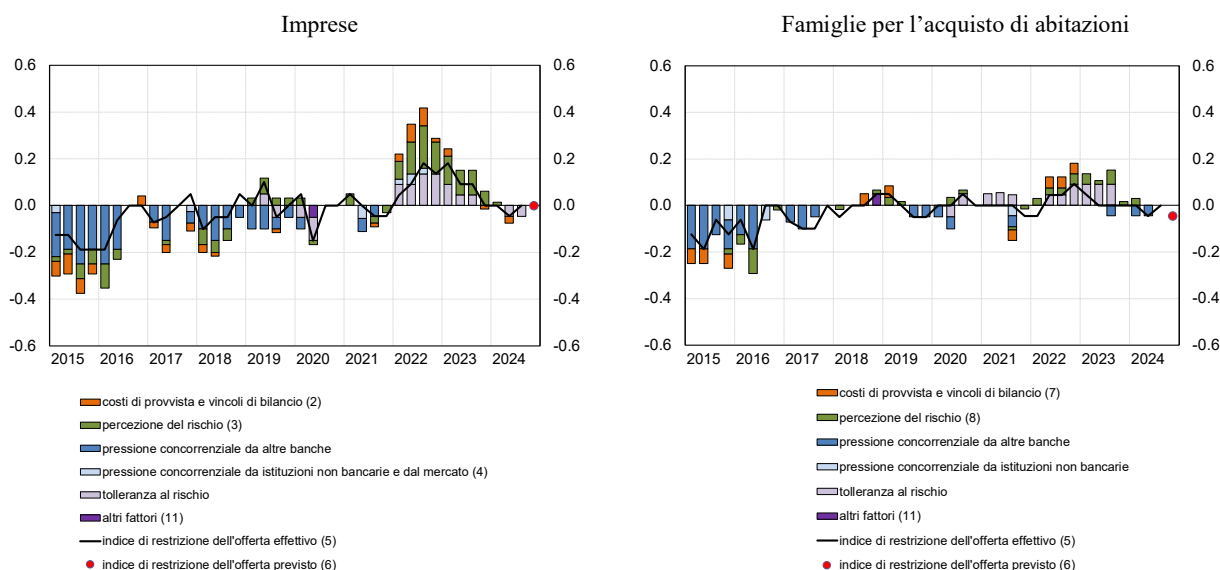 Imprese
0.6
0.4
0.2
0.0
-0.2
-0.4
-0.6
0.6
0.4
0.2
0.0
-0.2
-0.4
-0.6
2015 2016 2017 2018 2019 2020 2021 2022 2023 2024
costi di provvista e vincoli di bilancio (2)
percezione del rischio (3)
pressione concorrenziale da altre banche
pressione concorrenziale da istituzioni non bancarie e dal mercato (4)
tolleranza al rischio
altri fattori (11)
indice di restrizione dell'offerta effettivo (5)
indice di restrizione dell'offerta previsto (6)
Famiglie per l’acquisto di abitazioni
0.6
0.4
0.2
0.0
-0.2
-0.4
-0.6
0.6
0.4
0.2
0.0
-0.2
-0.4
-0.6
2015 2016 2017 2018 2019 2020 2021 2022 2023 2024
costi di provvista e vincoli di bilancio (7)
percezione del rischio (8)
pressione concorrenziale da altre banche
pressione concorrenziale da istituzioni non bancarie
tolleranza al rischio
altri fattori (11)
indice di restrizione dell'offerta effettivo (5)
indice di restrizione dell'offerta previsto (6)